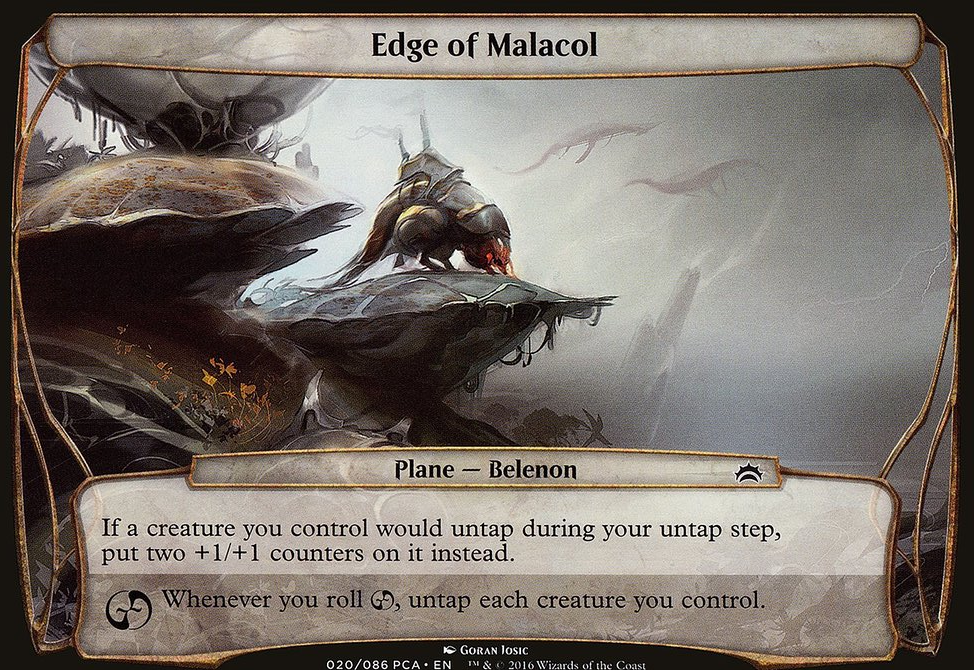 Edge of Malacol
Plane — Belenon
If a creature you control would untap during your untap step,
put two +1/+1 counters on it instead.
Whenever you roll , untap each creature you control.
Goran Josic
020/086 PCA • EN ™ & © 2016 Wizards of the Coast